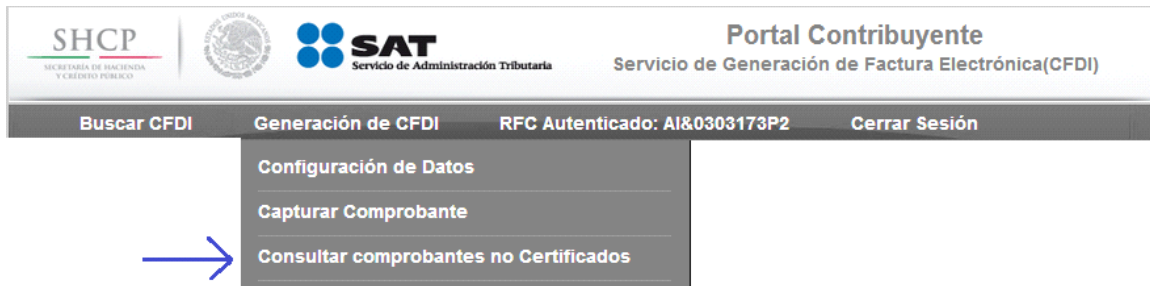 SHCP
SECRETARÍA DE HACIENDA
Y CRÉDITO PÚBLICO
SAT
Servicio de Administración Tributaria
Portal Contribuyente
Servicio de Generación de Factura Electrónica(CFDI)
Buscar CFDI Generación de CFDI RFC Autenticado: AI&0303173P2 Cerrar Sesión
Configuración de Datos
Capturar Comprobante
Consultar comprobantes no Certificados